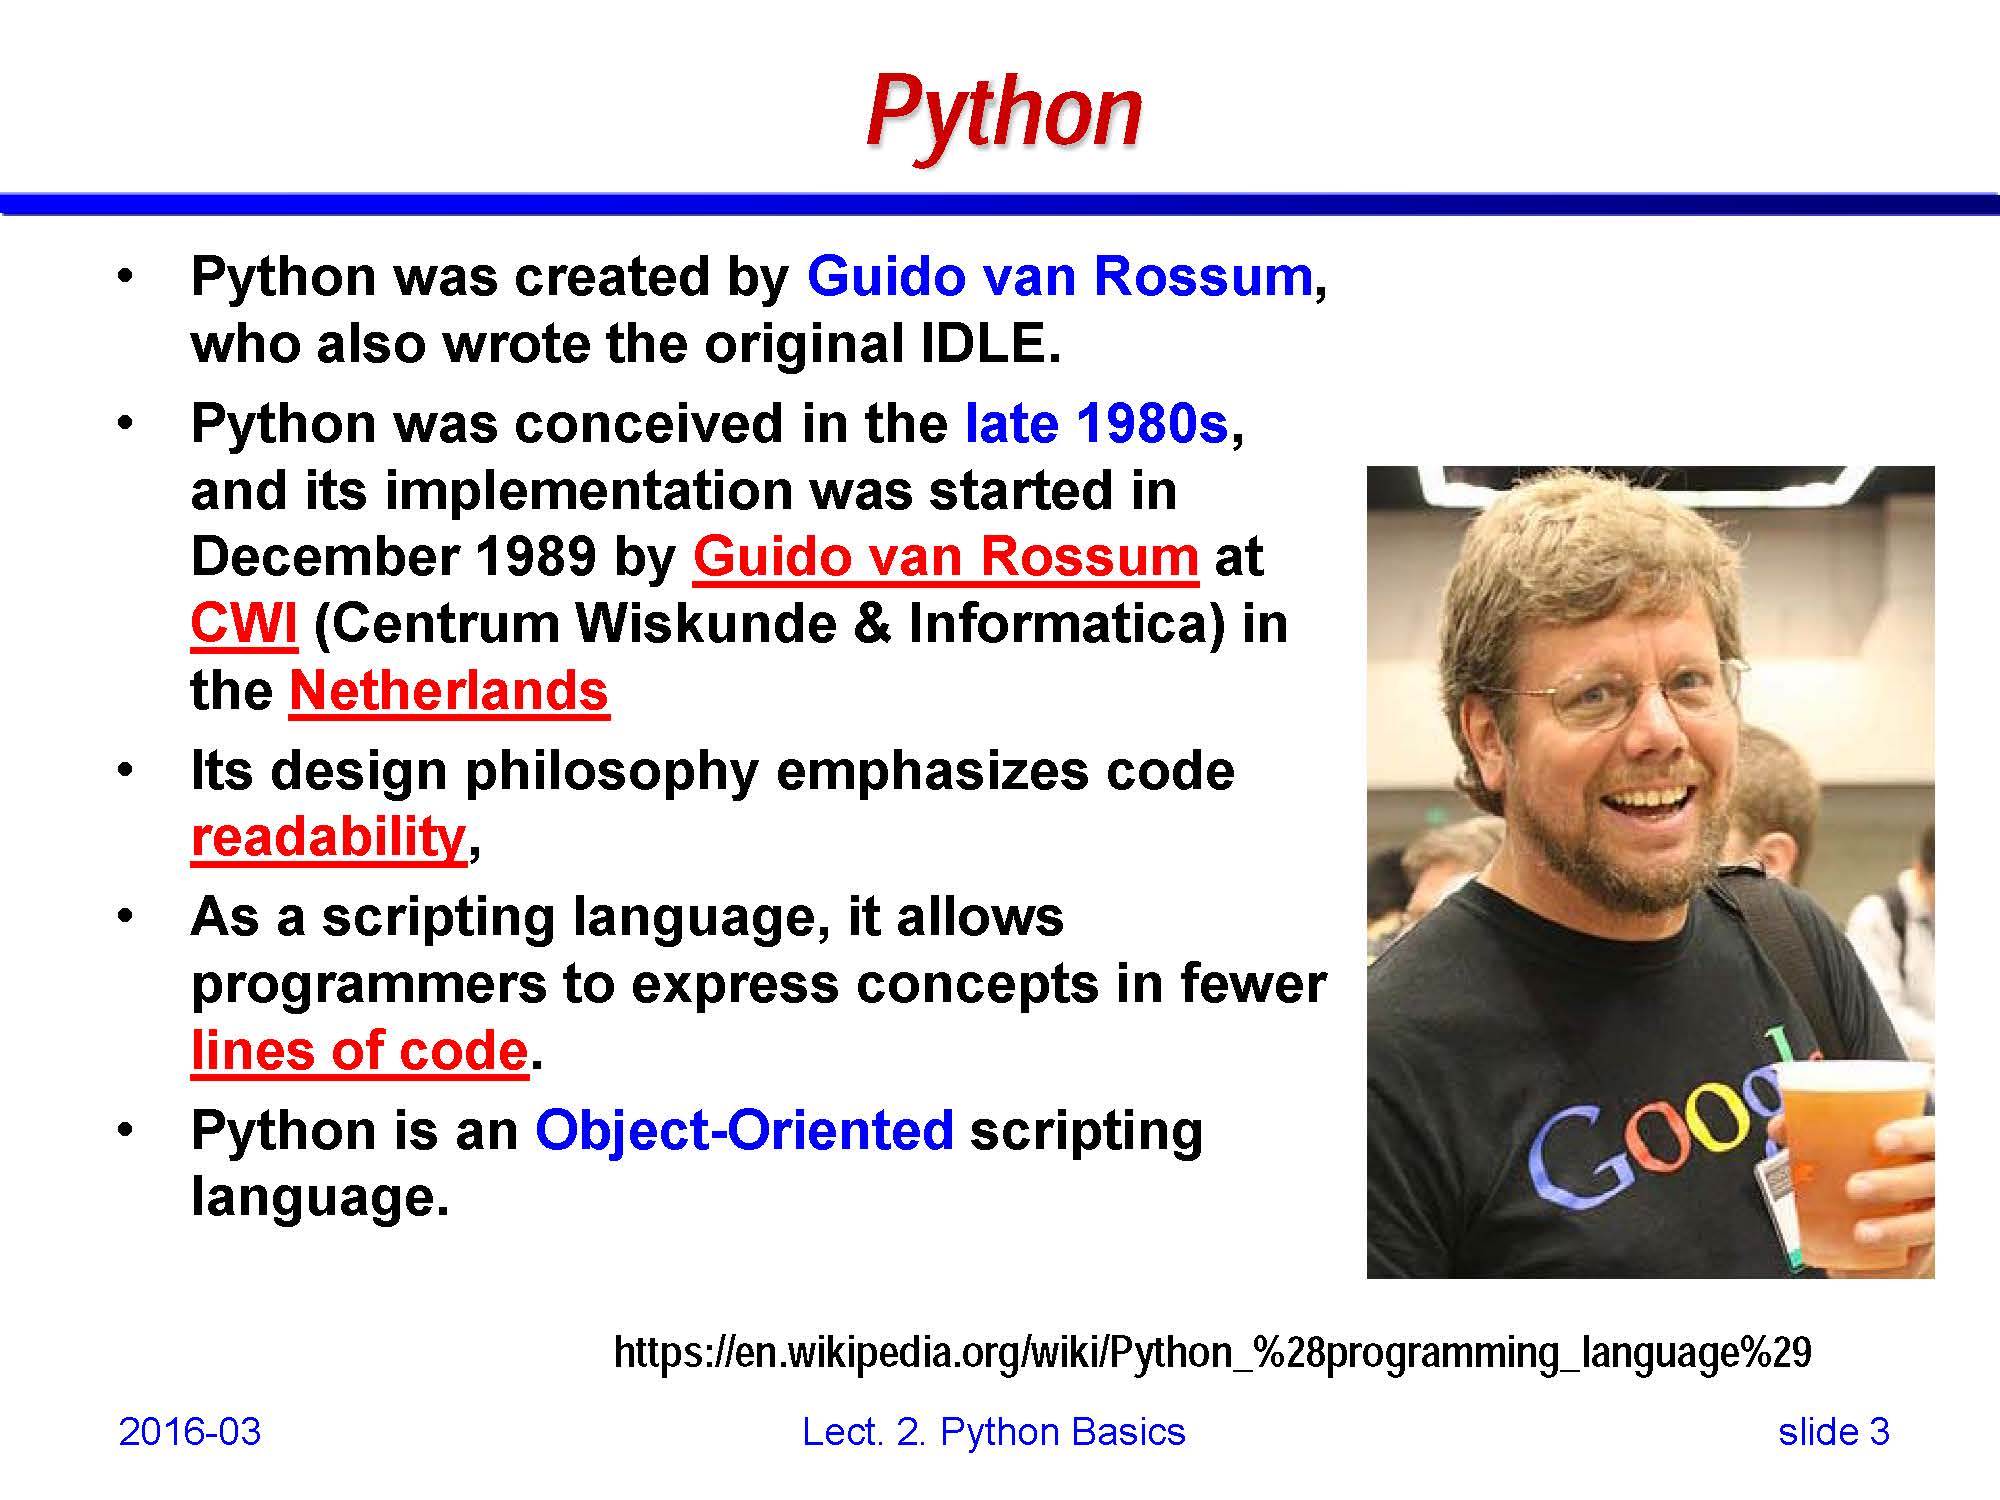 Python
• Python was created by Guido van Rossum,
who also wrote the original IDLE.
• Python was conceived in the late 1980s,
and its implementation was started in
December 1989 by Guido van Rossum at
CWI (Centrum Wiskunde & Informatica) in
the Netherlands
• Its design philosophy emphasizes code
readability,
• As a scripting language, it allows
programmers to express concepts in fewer
lines of code.
• Python is an Object-Oriented scripting
language.
Googl
https://en.wikipedia.org/wiki/Python_%28programming_language%29
2016-03
Lect. 2. Python Basics
slide 3